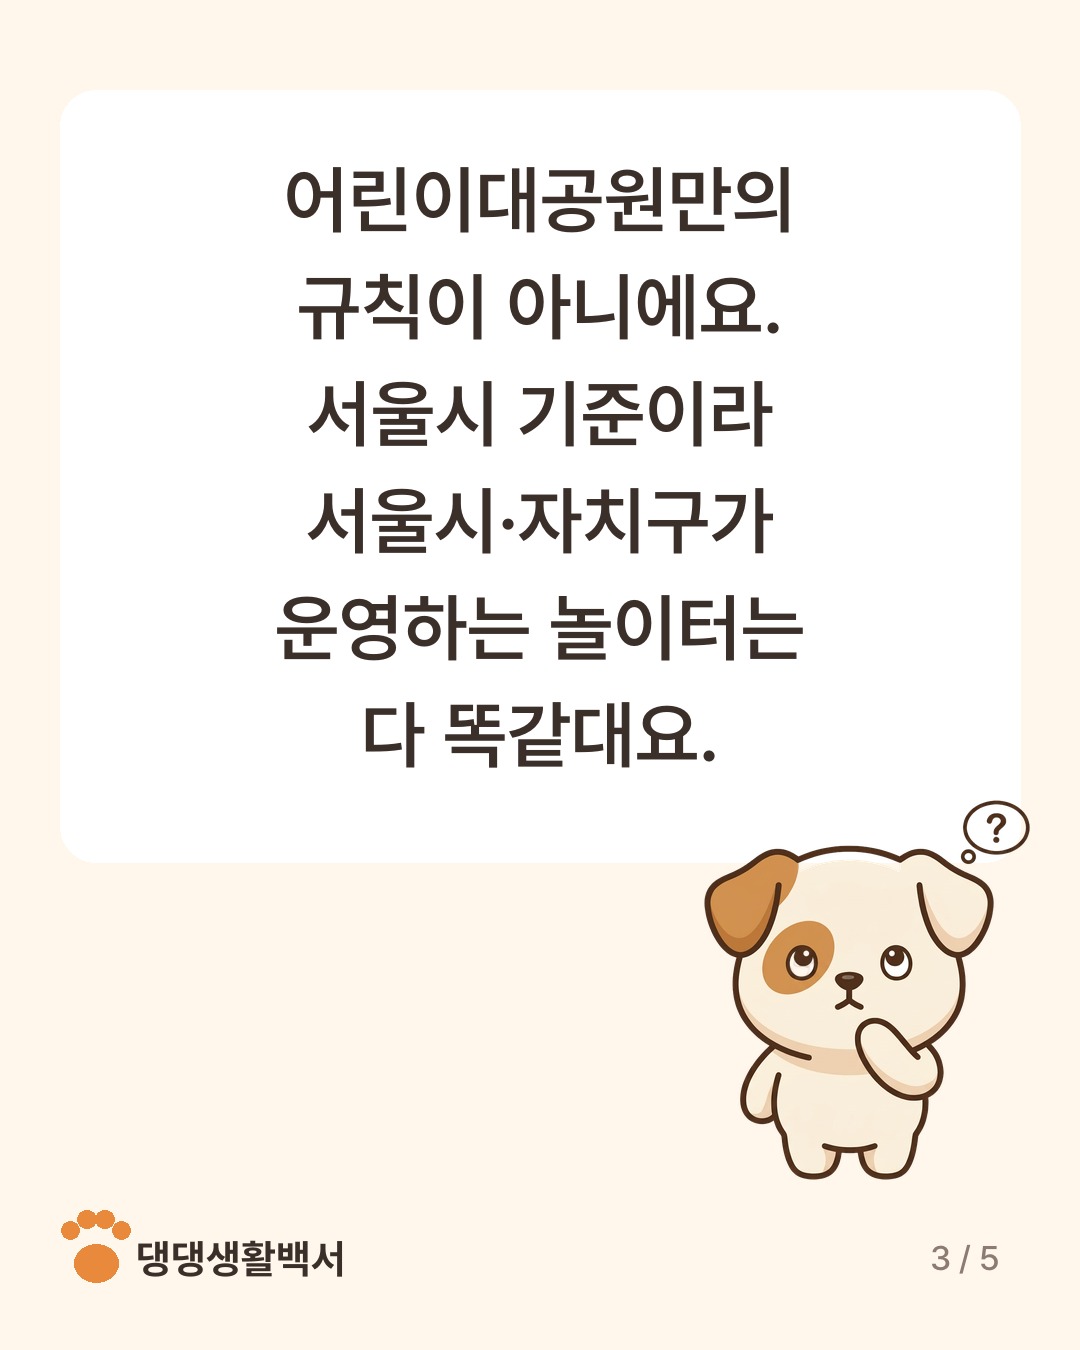 어린이대공원만의
규칙이 아니에요.
서울시 기준이라
서울시·자치구가
운영하는 놀이터는
다 똑같대요.
?
댕댕생활백서
3 / 5